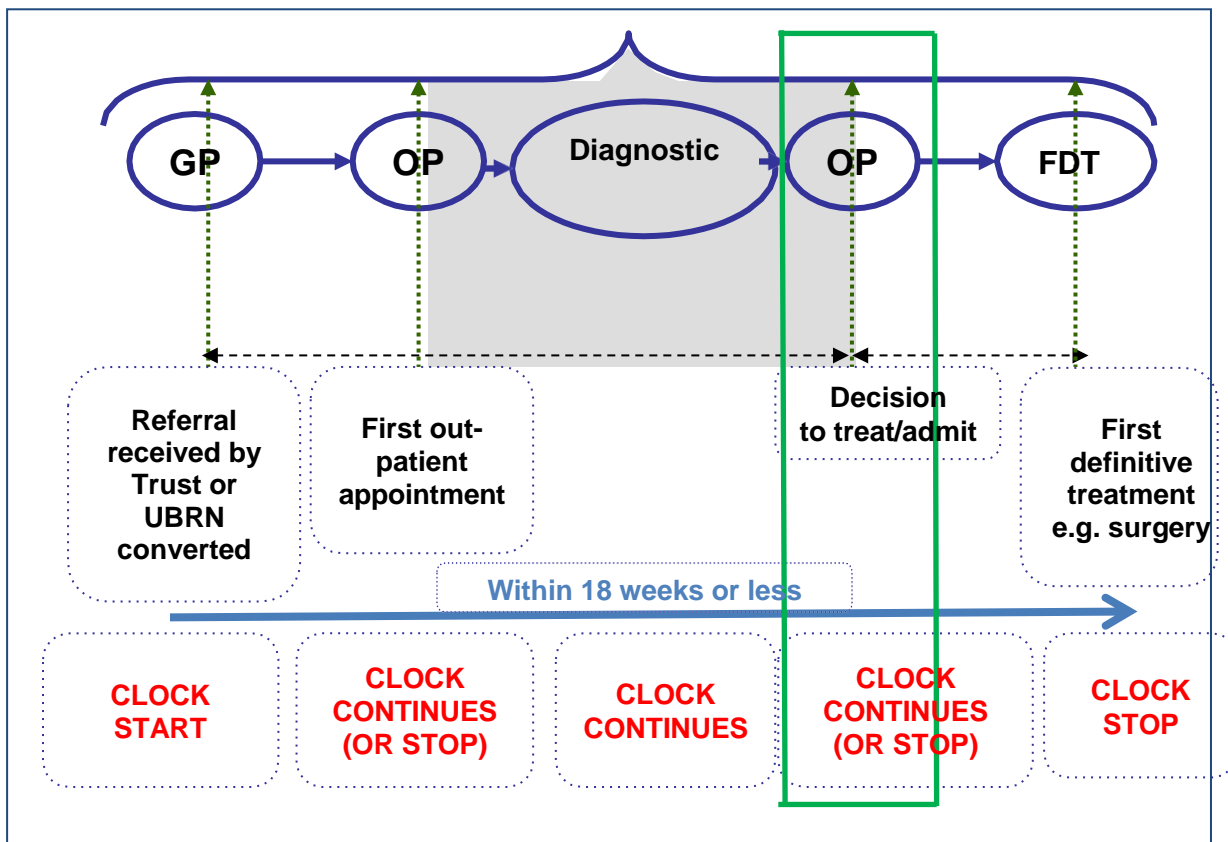 GP
OP
Diagnostic
OP
FDT
Referral
received by
Trust or
UBRN
converted
First out-
patient
appointment
Decision
to treat/admit
First
definitive
treatment
e.g. surgery
Within 18 weeks or less
CLOCK
START
CLOCK
CONTINUES
(OR STOP)
CLOCK
CONTINUES
CLOCK
CONTINUES
(OR STOP)
CLOCK
STOP